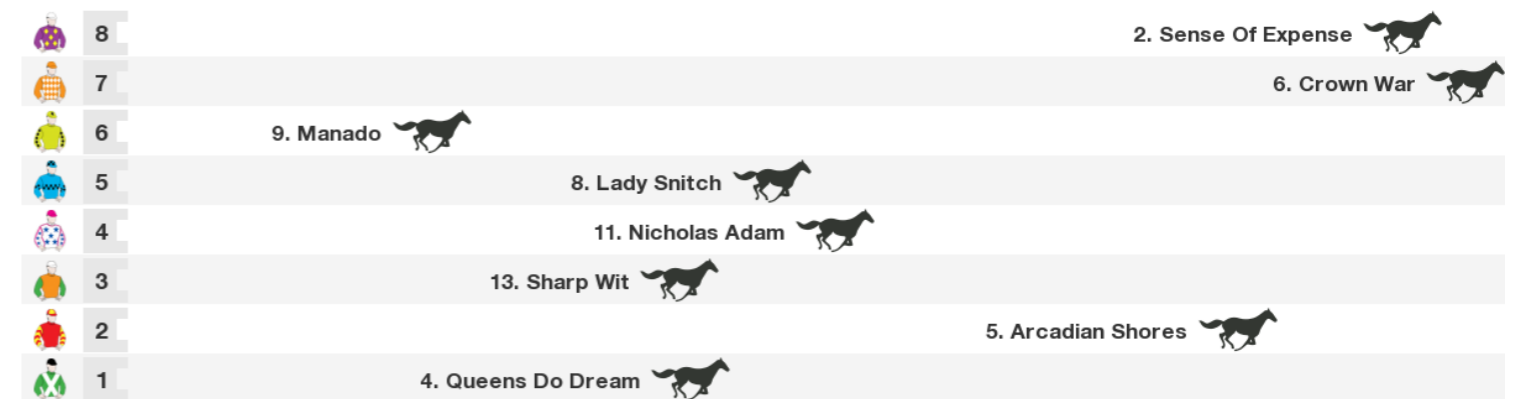 8 2. Sense Of Expense
7 6. Crown War
6 9. Manado
5 8. Lady Snitch
4 11. Nicholas Adam
3 13. Sharp Wit
2 5. Arcadian Shores
1 4. Queens Do Dream